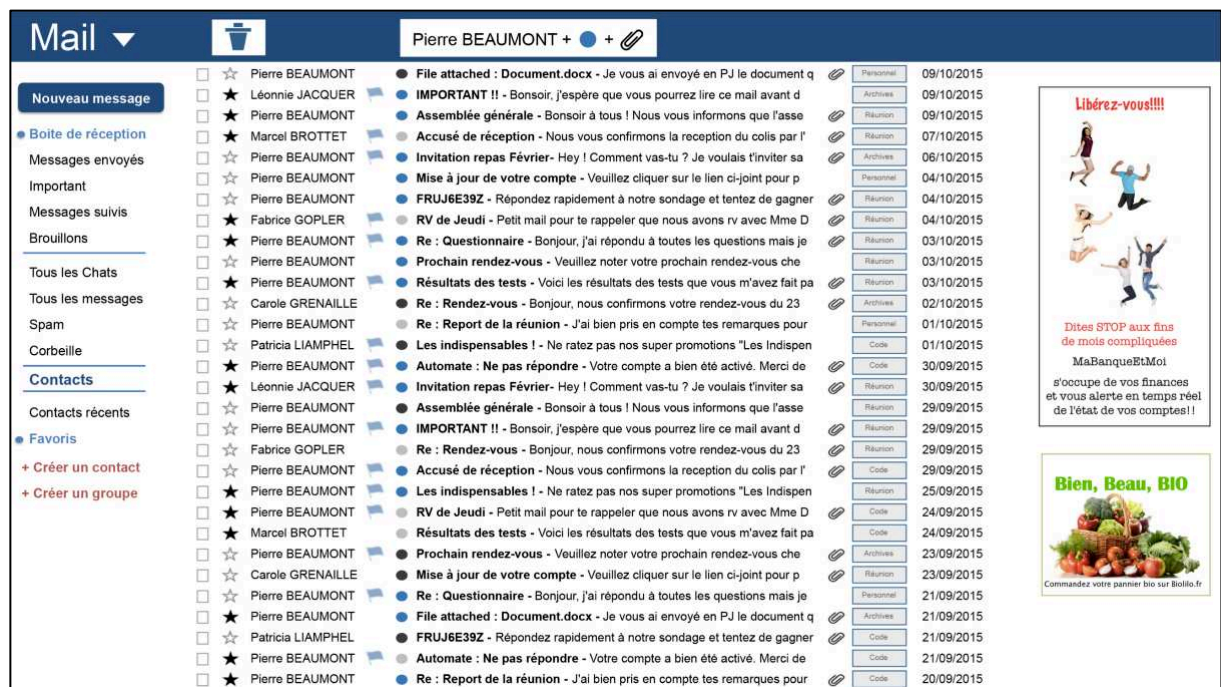 Mail
Pierre BEAUMONT + +
Nouveau message
Boite de réception
Messages envoyés
Important
Messages suivis
Brouillons
Tous les Chats
Tous les messages
Spam
Corbeille
Contacts
Contacts récents
Favoris
+ Créer un contact
+ Créer un groupe
Pierre BEAUMONT File attached : Document.docx - Je vous ai envoyé en PJ le document q Personnel 09/10/2015
Léonnie JACQUER IMPORTANT !! - Bonsoir, j'espère que vous pourrez lire ce mail avant d Archives 09/10/2015
Pierre BEAUMONT Assemblée générale - Bonsoir à tous ! Nous vous informons que l'asse Réunion 09/10/2015
Marcel BROTTET Accusé de réception - Nous vous confirmons la reception du colis par l' Réunion 07/10/2015
Pierre BEAUMONT Invitation repas Février- Hey ! Comment vas-tu ? Je voulais t'inviter sa Archives 06/10/2015
Pierre BEAUMONT Mise à jour de votre compte - Veuillez cliquer sur le lien ci-joint pour p Personnel 04/10/2015
Pierre BEAUMONT FRUJ6E39Z - Répondez rapidement à notre sondage et tentez de gagner Réunion 04/10/2015
Fabrice GOPLER RV de Jeudi - Petit mail pour te rappeler que nous avons rv avec Mme D Réunion 04/10/2015
Pierre BEAUMONT Re : Questionnaire - Bonjour, j'ai répondu à toutes les questions mais je Réunion 03/10/2015
Pierre BEAUMONT Prochain rendez-vous - Veuillez noter votre prochain rendez-vous che Réunion 03/10/2015
Pierre BEAUMONT Résultats des tests - Voici les résultats des tests que vous m'avez fait pa Réunion 03/10/2015
Carole GRENAILLE Re : Rendez-vous - Bonjour, nous confirmons votre rendez-vous du 23 Archives 02/10/2015
Pierre BEAUMONT Re : Report de la réunion - J'ai bien pris en compte tes remarques pour Personnel 01/10/2015
Patricia LIAMPHEL Les indispensables ! - Ne ratez pas nos super promotions "Les Indispen Code 01/10/2015
Pierre BEAUMONT Automate : Ne pas répondre - Votre compte a bien été activé. Merci de Code 30/09/2015
Léonnie JACQUER Invitation repas Février- Hey ! Comment vas-tu ? Je voulais t'inviter sa Réunion 30/09/2015
Pierre BEAUMONT Assemblée générale - Bonsoir à tous ! Nous vous informons que l'asse Réunion 29/09/2015
Pierre BEAUMONT IMPORTANT !! - Bonsoir, j'espère que vous pourrez lire ce mail avant d Réunion 29/09/2015
Fabrice GOPLER Re : Rendez-vous - Bonjour, nous confirmons votre rendez-vous du 23 Réunion 29/09/2015
Pierre BEAUMONT Accusé de réception - Nous vous confirmons la reception du colis par l' Code 29/09/2015
Pierre BEAUMONT Les indispensables ! - Ne ratez pas nos super promotions "Les Indispen Réunion 25/09/2015
Pierre BEAUMONT RV de Jeudi - Petit mail pour te rappeler que nous avons rv avec Mme D Code 24/09/2015
Marcel BROTTET Résultats des tests - Voici les résultats des tests que vous m'avez fait pa Code 24/09/2015
Pierre BEAUMONT Prochain rendez-vous - Veuillez noter votre prochain rendez-vous che Archives 23/09/2015
Carole GRENAILLE Mise à jour de votre compte - Veuillez cliquer sur le lien ci-joint pour p Réunion 23/09/2015
Pierre BEAUMONT Re : Questionnaire - Bonjour, j'ai répondu à toutes les questions mais je Personnel 21/09/2015
Pierre BEAUMONT File attached : Document.docx - Je vous ai envoyé en PJ le document q Archives 21/09/2015
Patricia LIAMPHEL FRUJ6E39Z - Répondez rapidement à notre sondage et tentez de gagner Code 21/09/2015
Pierre BEAUMONT Automate : Ne pas répondre - Votre compte a bien été activé. Merci de Code 21/09/2015
Pierre BEAUMONT Re : Report de la réunion - J'ai bien pris en compte tes remarques pour Code 20/09/2015
Libérez-vous!!!!
Dites STOP aux fins
de mois compliquées
MaBanqueEtMoi
s'occupe de vos finances
et vous alerte en temps réel
de l'état de vos comptes!!
Bien, Beau, BIO
Commandez votre pannier bio sur Biolilo.fr